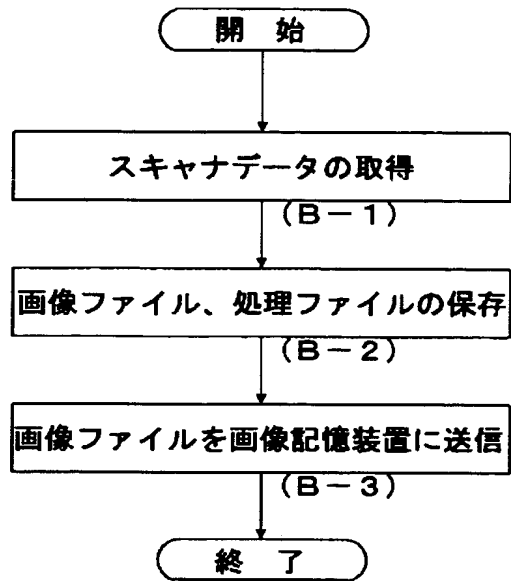 開 始
スキャナデータの取得
(B-1)
画像ファイル、処理ファイルの保存
(B-2)
画像ファイルを画像記憶装置に送信
(B-3)
終 了